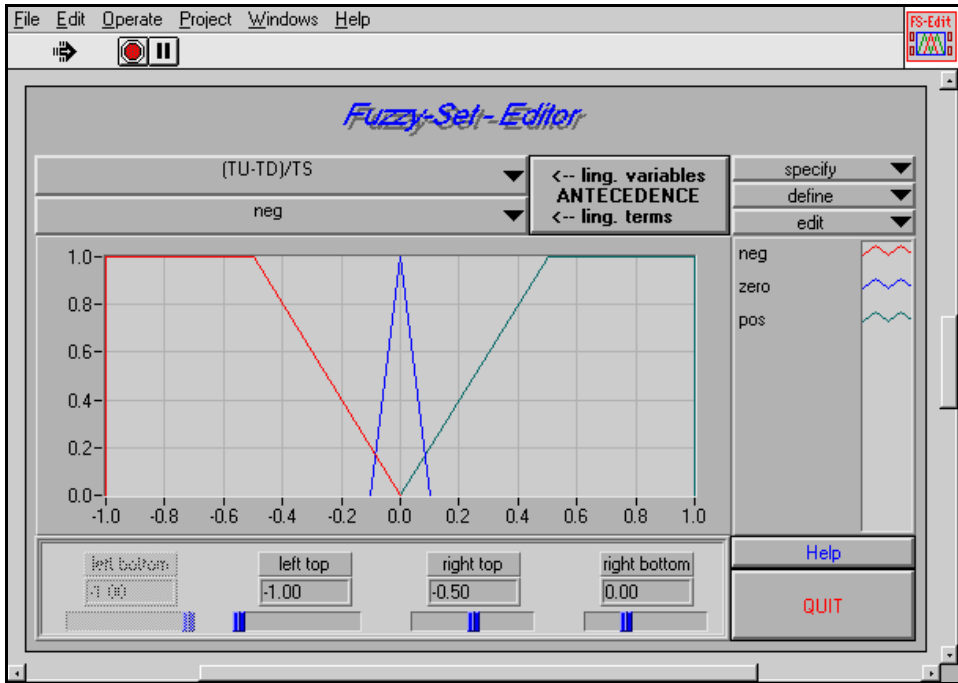 File Edit Operate Project Windows Help
FS-Edit
Fuzzy-Set - Editor
(TU-TD)/TS
neg
<-- ling. variables
ANTECEDENCE
<-- ling. terms
specify
define
edit
1.0
0.8
0.6
0.4
0.2
0.0
-1.0 -0.8 -0.6 -0.4 -0.2 0.0 0.2 0.4 0.6 0.8 1.0
neg
zero
pos
left bottom left top right top right bottom
-1.00 -1.00 -0.50 0.00
Help
QUIT